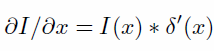 ∂I/∂x = I(x) ∗ δ′(x)